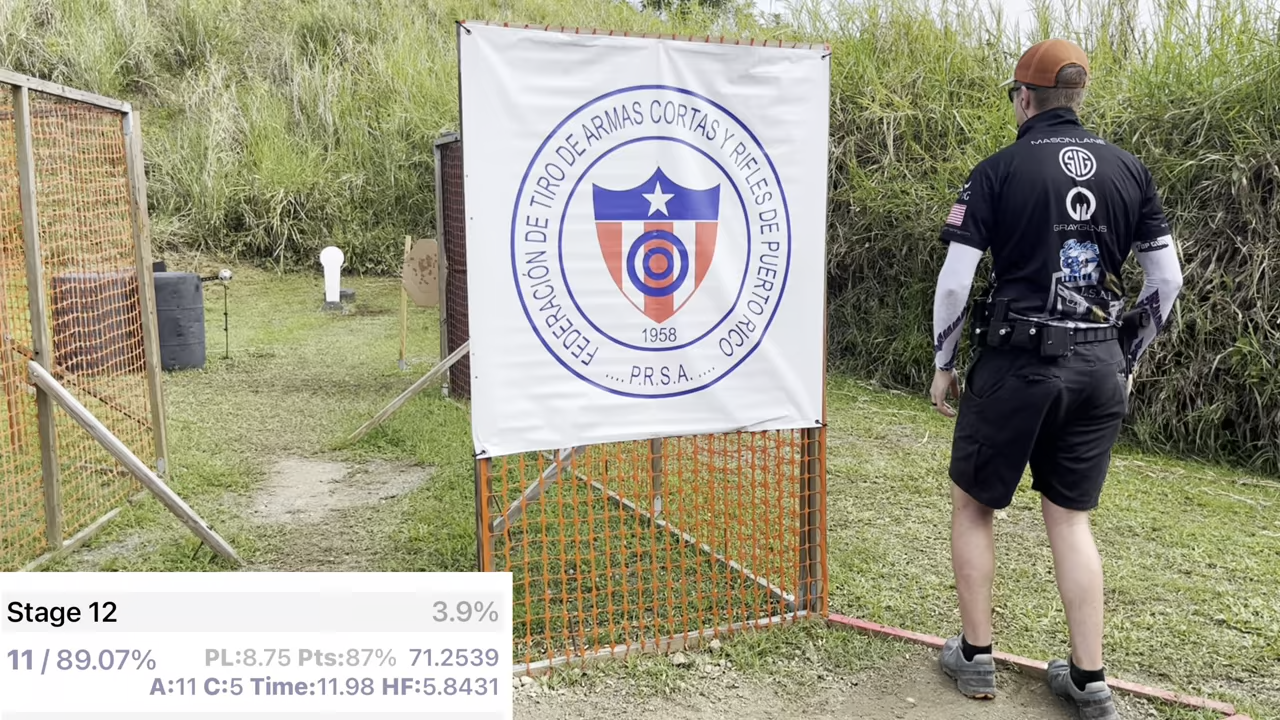 FEDERACIÓN DE TIRO DE ARMAS CORTAS Y RIFLES DE PUERTO RICO
1958
.... P.R.S.A. ....
MASON LANE
SIG
GRAYGUNS
Stage 12 3.9%
11 / 89.07% PL:8.75 Pts:87% 71.2539
A:11 C:5 Time:11.98 HF:5.8431